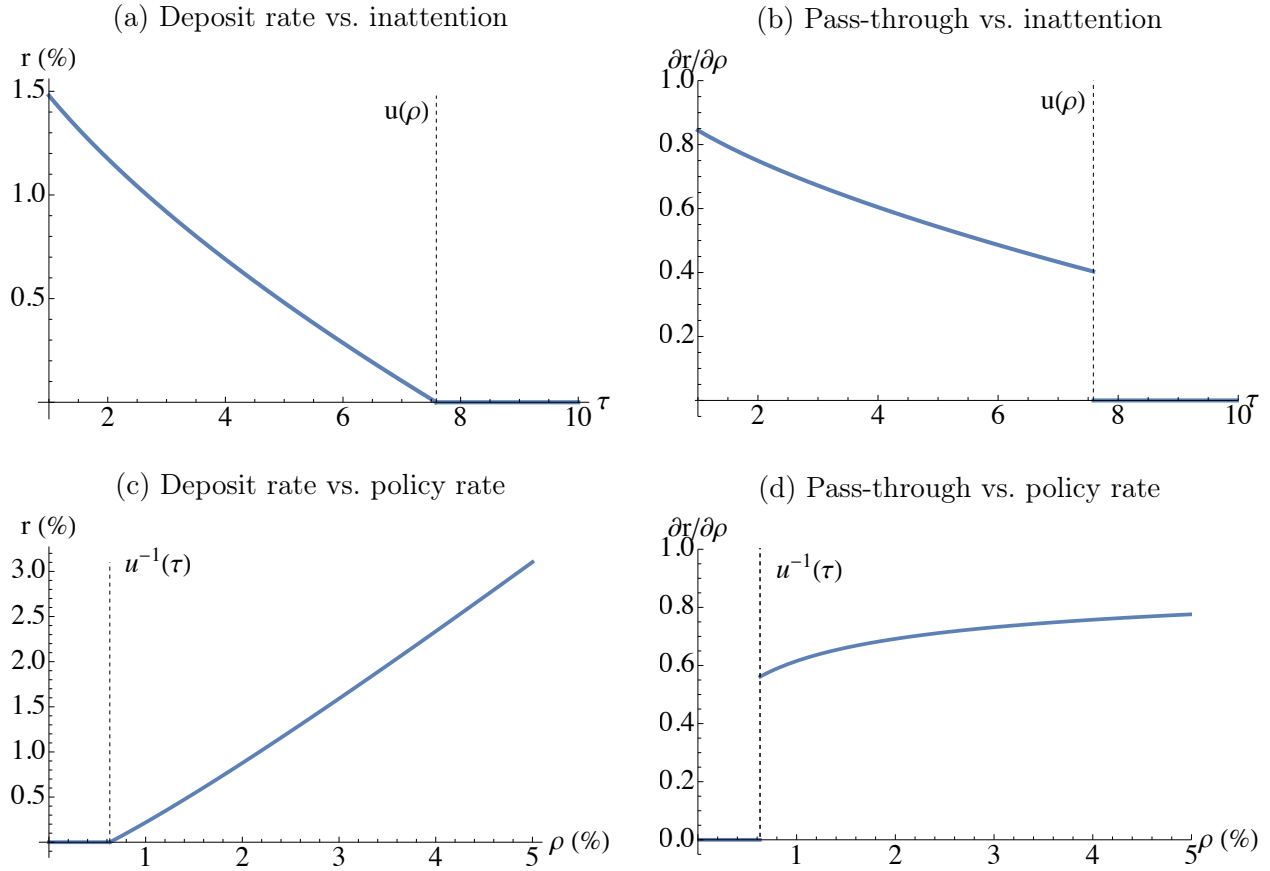 (a) Deposit rate vs. inattention
r (%)
1.5
1.0
0.5
u(ρ)
2 4 6 8 10 τ
(b) Pass-through vs. inattention
∂r/∂ρ
1.0
0.8
0.6
0.4
0.2
u(ρ)
2 4 6 8 10 τ
(c) Deposit rate vs. policy rate
r (%)
3.0
2.5
2.0
1.5
1.0
0.5
u⁻¹(τ)
1 2 3 4 5 ρ (%)
(d) Pass-through vs. policy rate
∂r/∂ρ
1.0
0.8
0.6
0.4
0.2
0.0
u⁻¹(τ)
1 2 3 4 5 ρ (%)